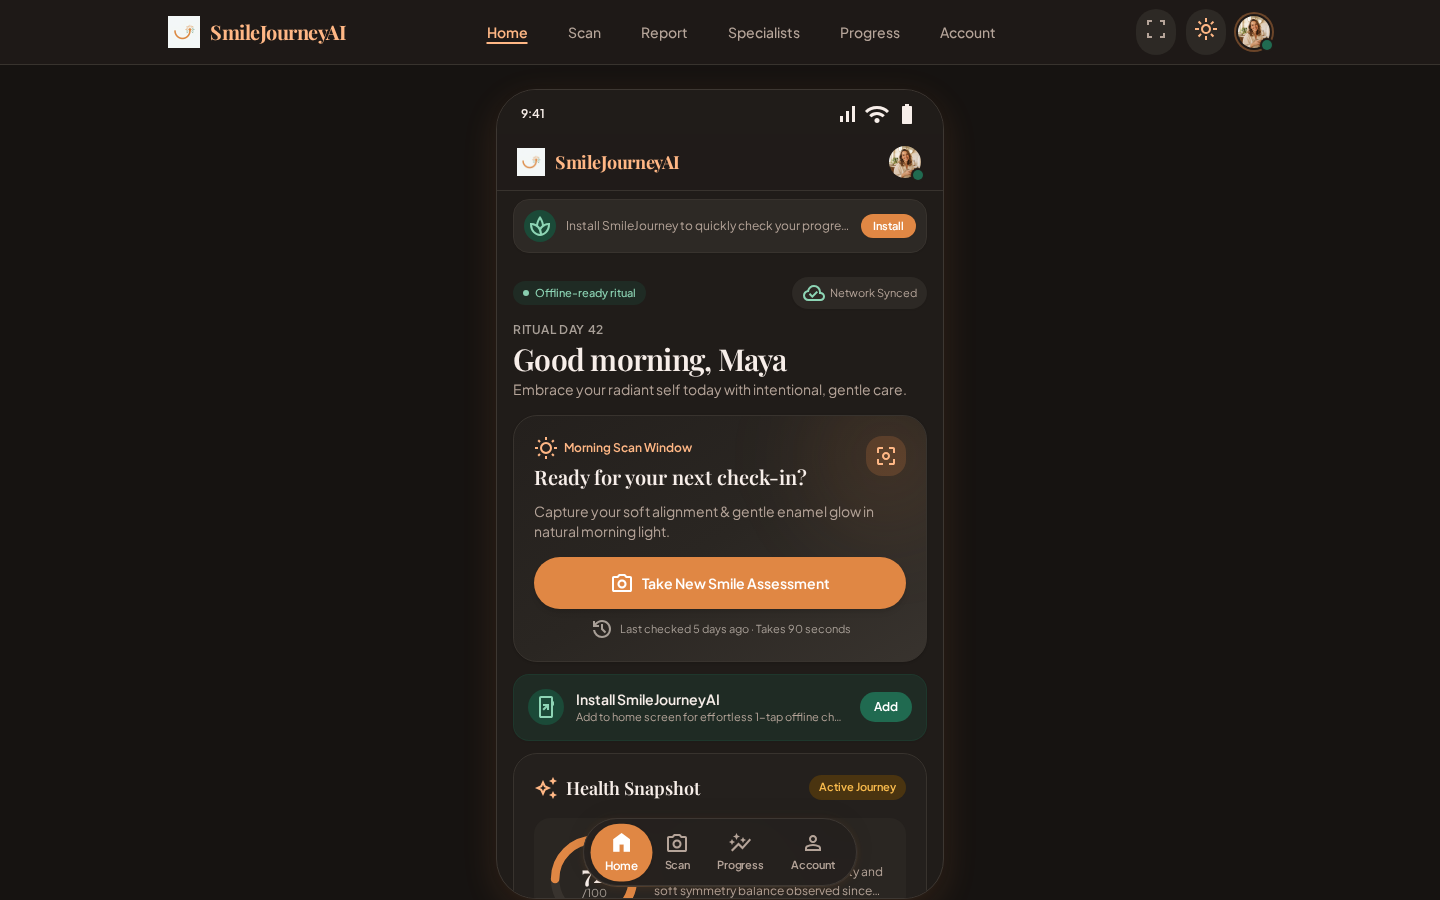 SmileJourneyAI
Home Scan Report Specialists Progress Account
9:41
SmileJourneyAI
Install SmileJourney to quickly check your progre...
Install
Offline-ready ritual
Network Synced
RITUAL DAY 42
Good morning, Maya
Embrace your radiant self today with intentional, gentle care.
Morning Scan Window
Ready for your next check-in?
Capture your soft alignment & gentle enamel glow in
natural morning light.
Take New Smile Assessment
Last checked 5 days ago · Takes 90 seconds
Install SmileJourneyAI
Add to home screen for effortless 1-tap offline ch...
Add
Health Snapshot
Active Journey
Home Scan Progress Account
and
/100
soft symmetry balance observed since...